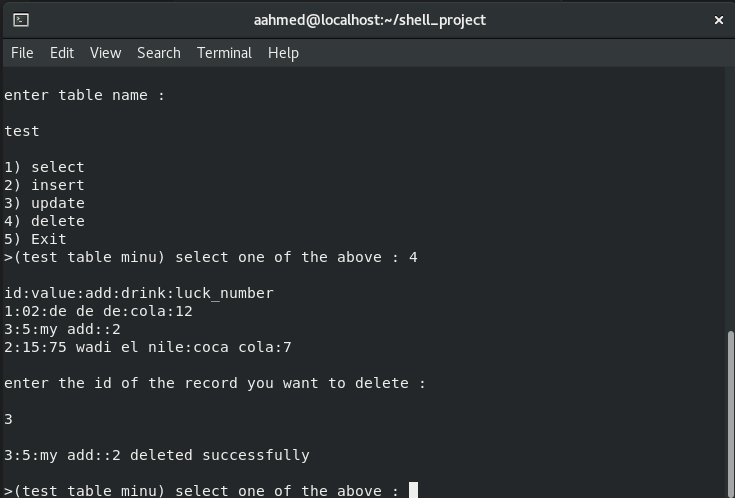 aahmed@localhost:~/shell_project
File Edit View Search Terminal Help
enter table name :
test
1) select
2) insert
3) update
4) delete
5) Exit
>(test table minu) select one of the above : 4
id:value:add:drink:luck_number
1:02:de de de:cola:12
3:5:my add::2
2:15:75 wadi el nile:coca cola:7
enter the id of the record you want to delete :
3
3:5:my add::2 deleted successfully
>(test table minu) select one of the above :